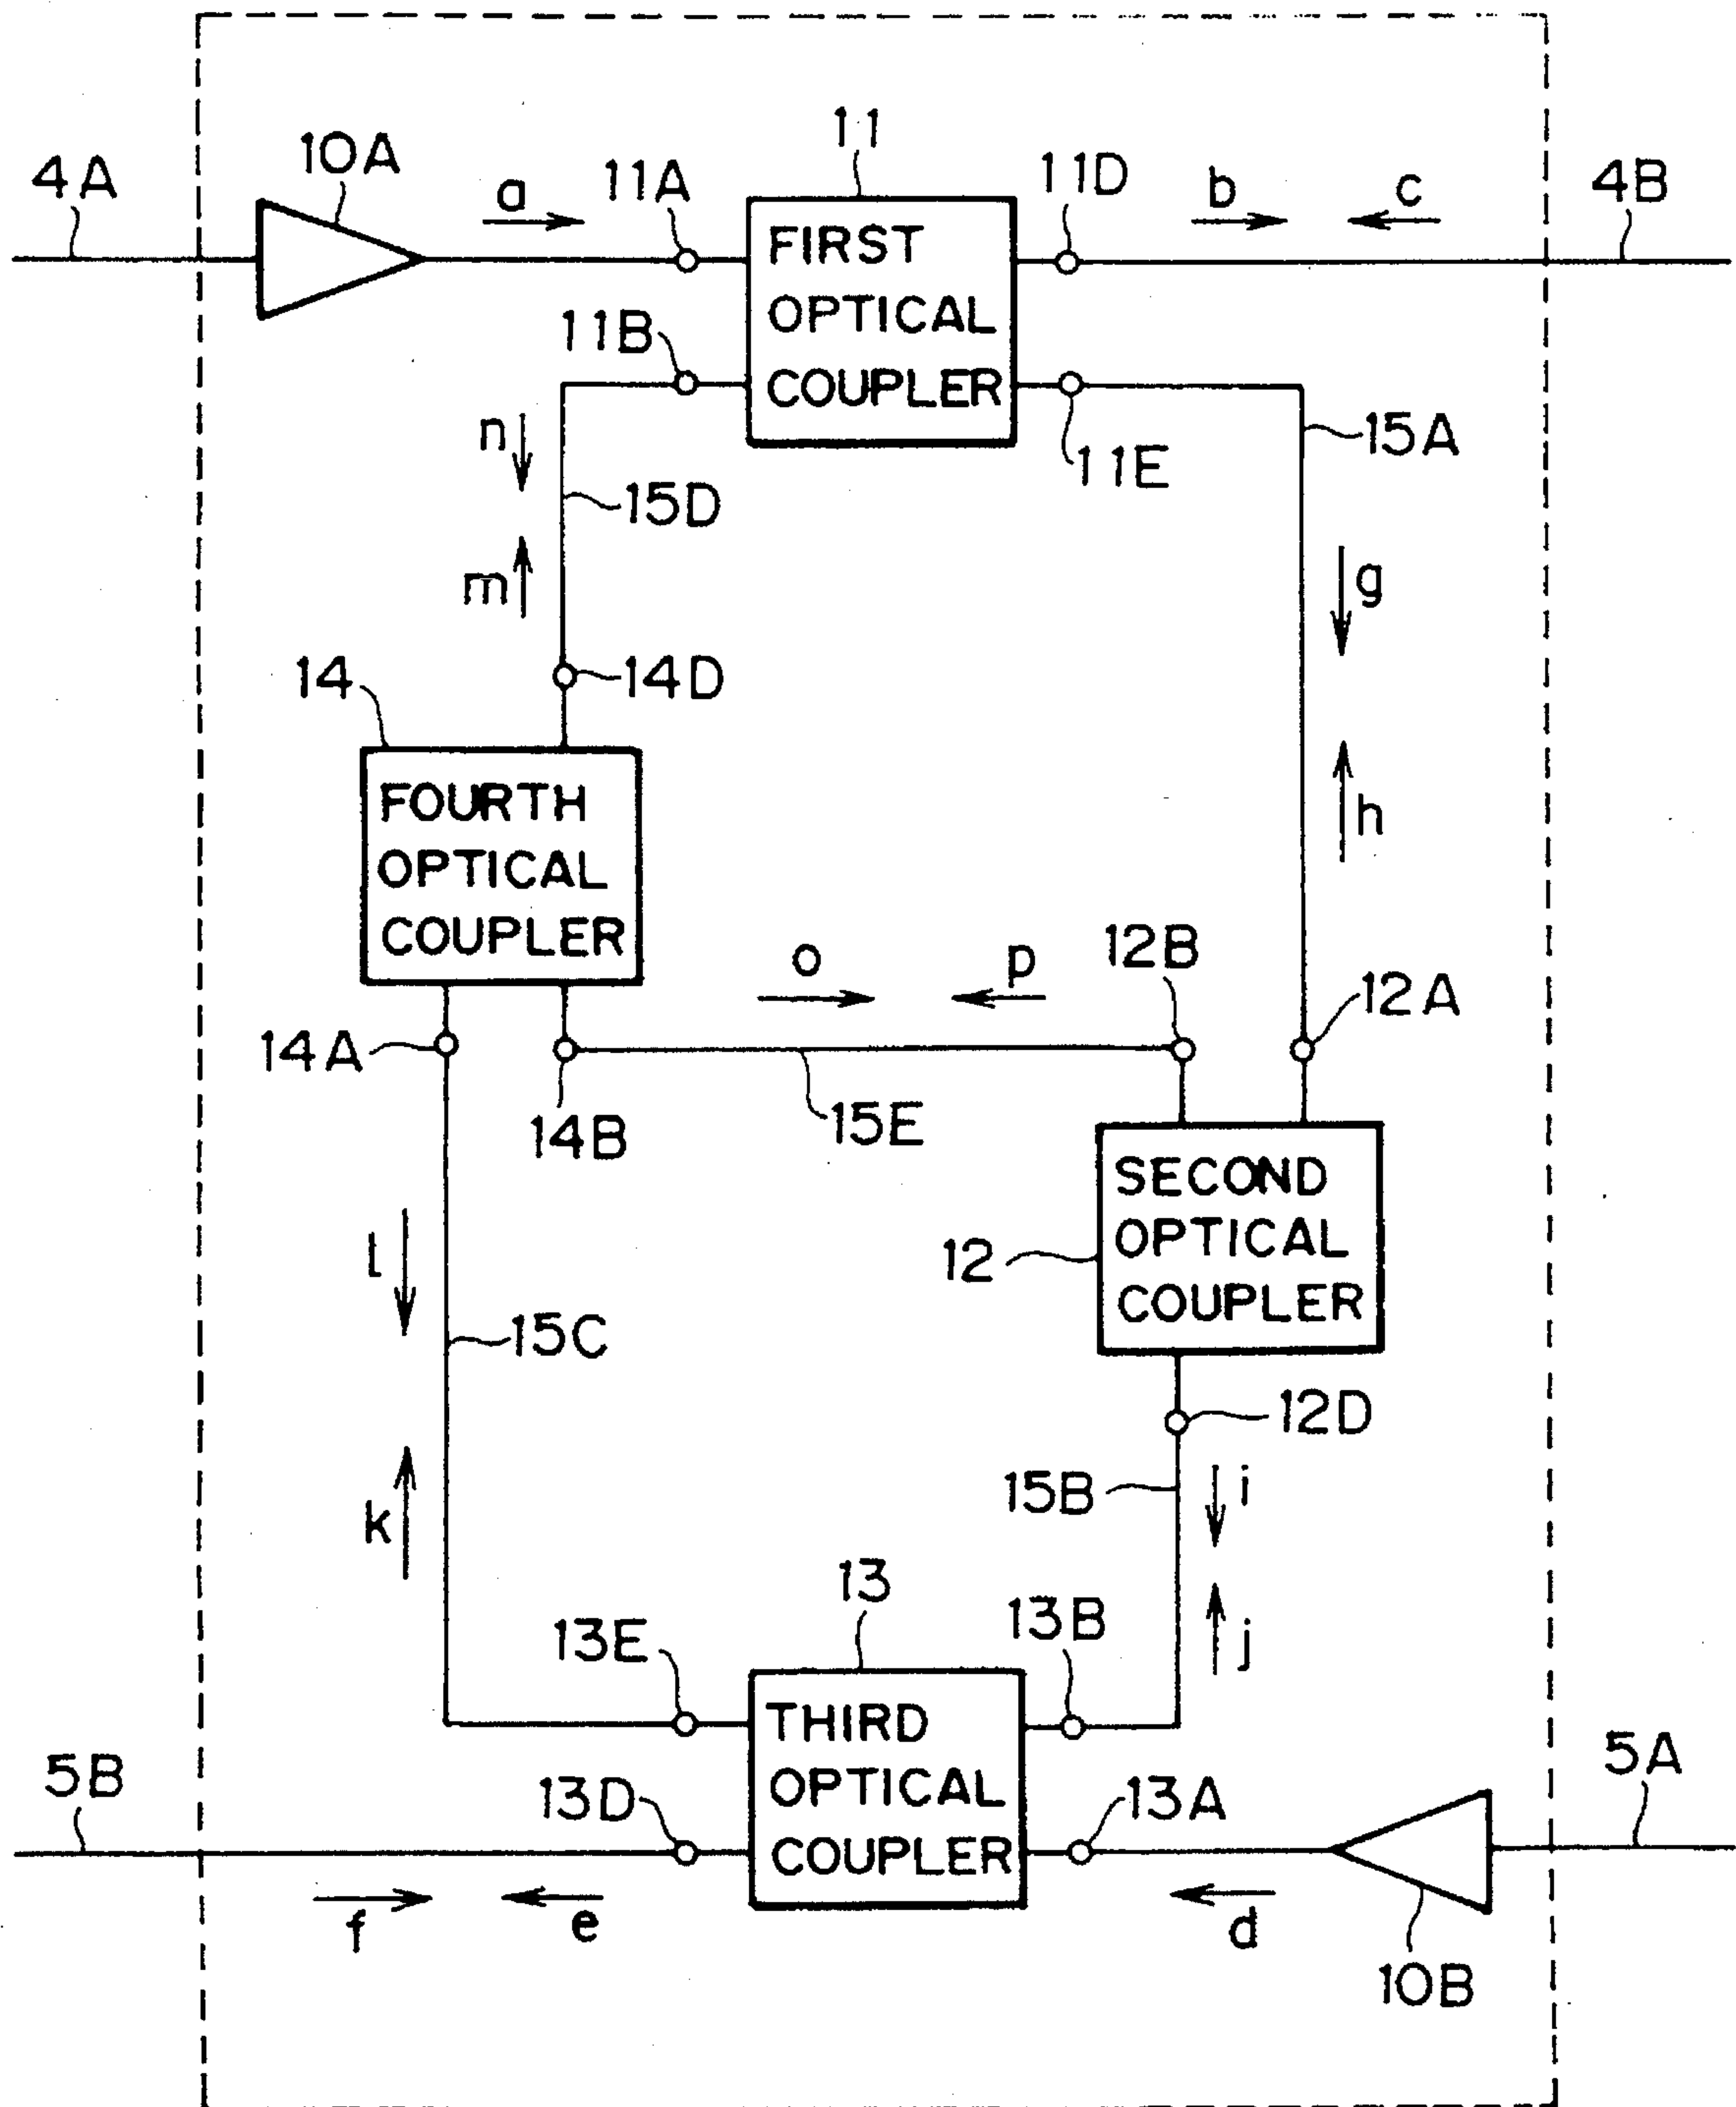 11
10A
4A
a
11A
11D
b
c
4B
FIRST
OPTICAL
COUPLER
11B
11E
15A
n
15D
m
g
14
14D
h
FOURTH
OPTICAL
COUPLER
o
p
12B
12A
14A
14B
15E
SECOND
OPTICAL
COUPLER
12
l
15C
12D
15B
i
k
j
13
13E
13B
THIRD
OPTICAL
COUPLER
5B
13D
13A
5A
f
e
d
10B